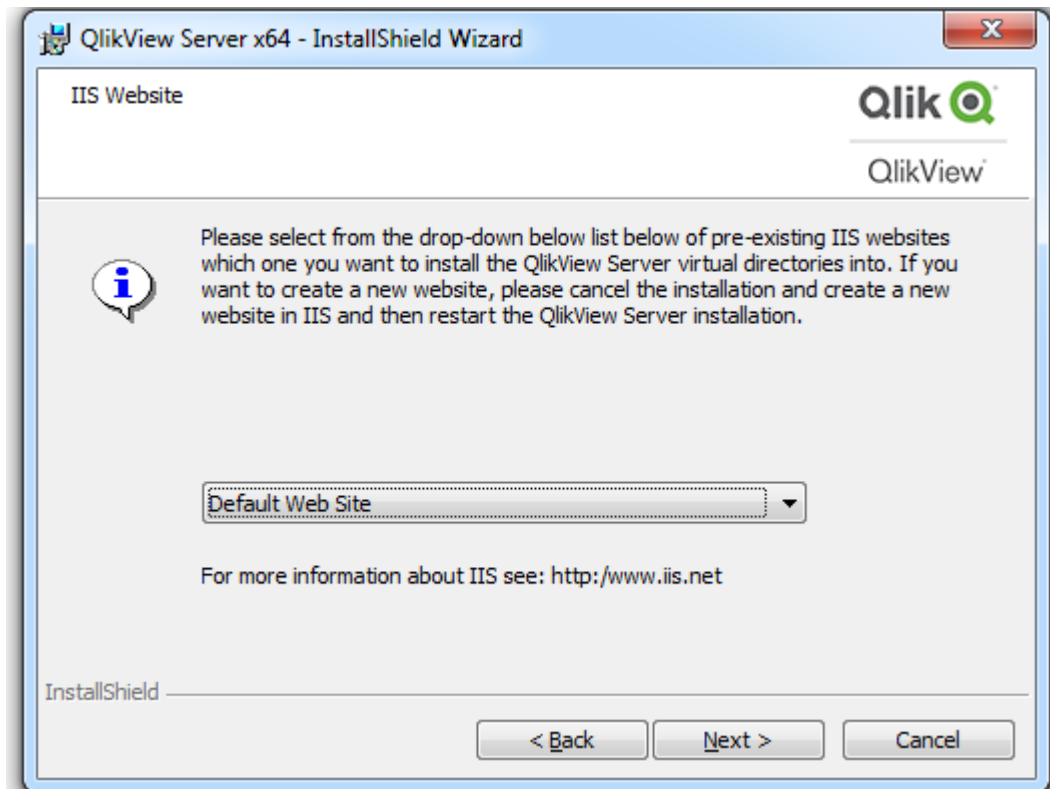 QlikView Server x64 - InstallShield Wizard
IIS Website
Qlik
QlikView
Please select from the drop-down below list below of pre-existing IIS websites
which one you want to install the QlikView Server virtual directories into. If you
want to create a new website, please cancel the installation and create a new
website in IIS and then restart the QlikView Server installation.
Default Web Site
For more information about IIS see: http:/www.iis.net
InstallShield
< Back
Next >
Cancel